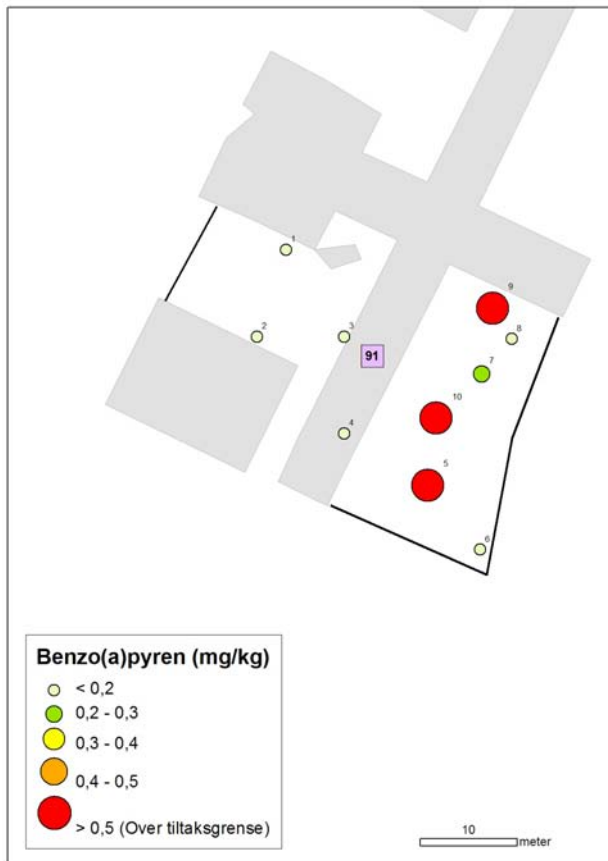 1
9
2
3
8
91
7
10
4
5
6
Benzo(a)pyren (mg/kg)
< 0,2
0,2 - 0,3
0,3 - 0,4
0,4 - 0,5
> 0,5 (Over tiltaksgrense)
10
meter